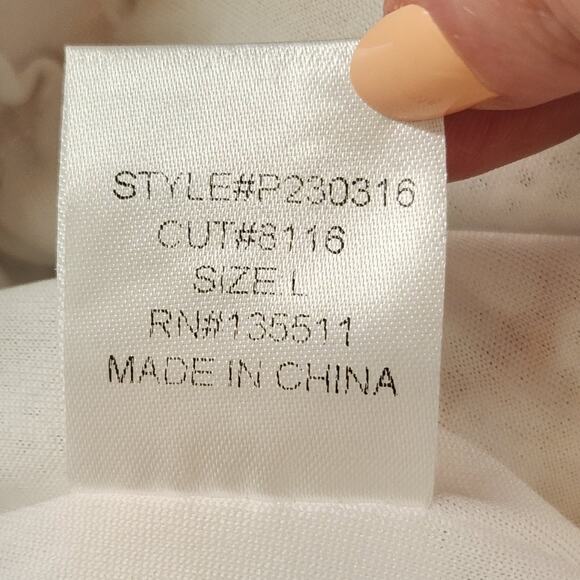 STYLE#P230316
CUT#8116
SIZE L
RN#135511
MADE IN CHINA